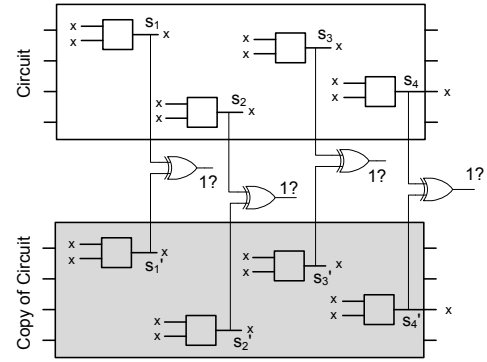 Circuit
x x S1 x
x x S2 x
x x S3 x
x x S4 x
1? 1? 1? 1?
Copy of Circuit
x x S1' x
x x S2' x
x x S3' x
x x S4' x